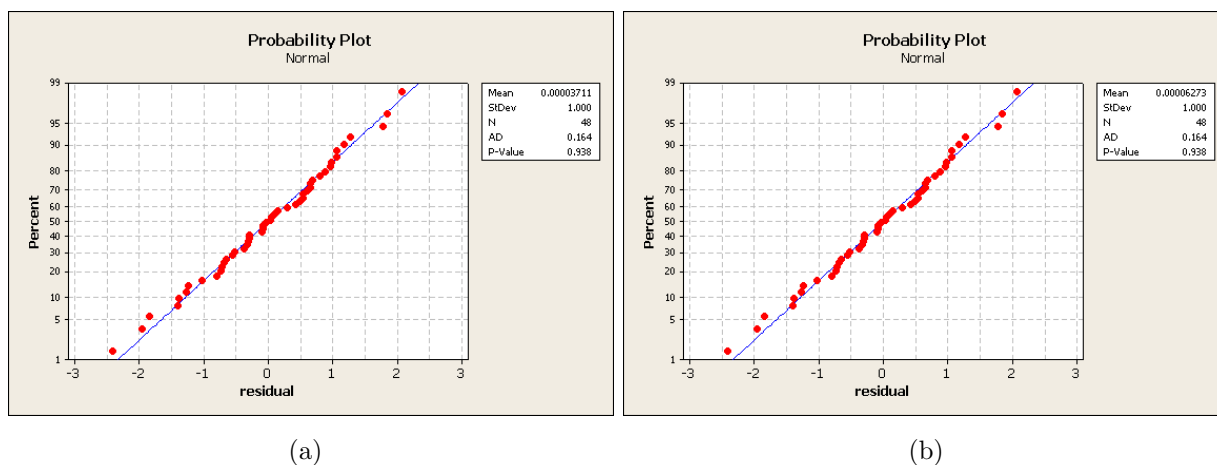 Probability Plot
Normal
99
95
90
80
70
60
50
40
30
20
10
5
1
Percent
-3 -2 -1 0 1 2 3
residual
Mean 0.00003711
StDev 1.000
N 48
AD 0.164
P-Value 0.938
(a)
Probability Plot
Normal
99
95
90
80
70
60
50
40
30
20
10
5
1
Percent
-3 -2 -1 0 1 2 3
residual
Mean 0.00006273
StDev 1.000
N 48
AD 0.164
P-Value 0.938
(b)